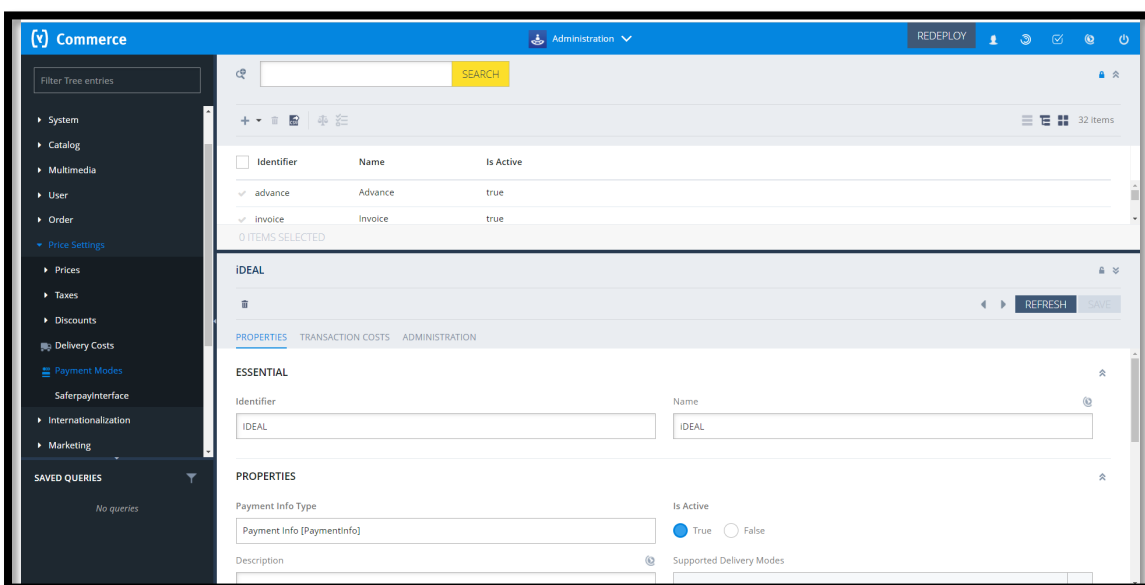 Commerce
Administration
REDEPLOY
Filter Tree entries
System
Catalog
Multimedia
User
Order
Price Settings
Prices
Taxes
Discounts
Delivery Costs
Payment Modes
SaferpayInterface
Internationalization
Marketing
SAVED QUERIES
No queries
SEARCH
32 items
Identifier Name Is Active
advance Advance true
invoice Invoice true
0 ITEMS SELECTED
iDEAL
REFRESH SAVE
PROPERTIES TRANSACTION COSTS ADMINISTRATION
ESSENTIAL
Identifier Name
IDEAL iDEAL
PROPERTIES
Payment Info Type Is Active
Payment Info [PaymentInfo] True False
Description Supported Delivery Modes